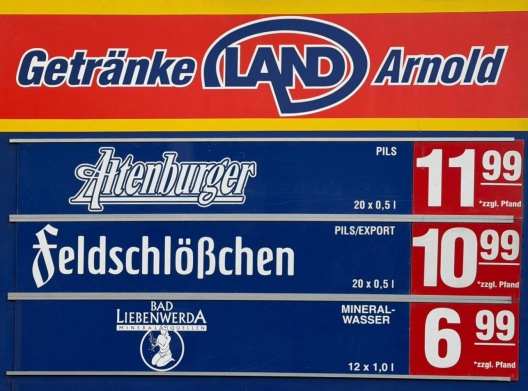 Getränke LAND Arnold
Altenburger PILS 20 x 0,5 l 11 99 *zzgl. Pfand
Feldschlößchen PILS/EXPORT 20 x 0,5 l 10 99 *zzgl. Pfand
BAD
LIEBENWERDA
MINERALQUELLEN
MINERAL-
WASSER
12 x 1,0 l
6 99
*zzgl. Pfand